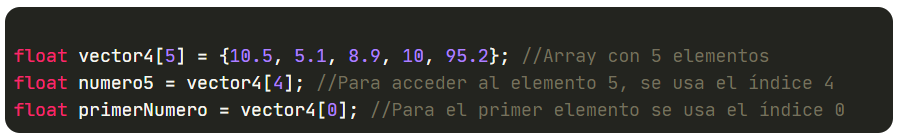 float vector4[5] = {10.5, 5.1, 8.9, 10, 95.2}; //Array con 5 elementos
float numero5 = vector4[4]; //Para acceder al elemento 5, se usa el índice 4
float primerNumero = vector4[0]; //Para el primer elemento se usa el índice 0